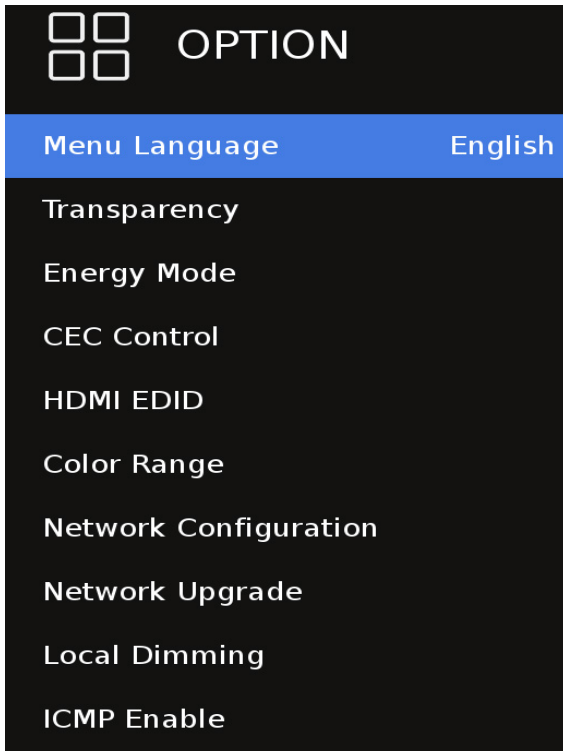 OPTION
Menu Language English
Transparency
Energy Mode
CEC Control
HDMI EDID
Color Range
Network Configuration
Network Upgrade
Local Dimming
ICMP Enable